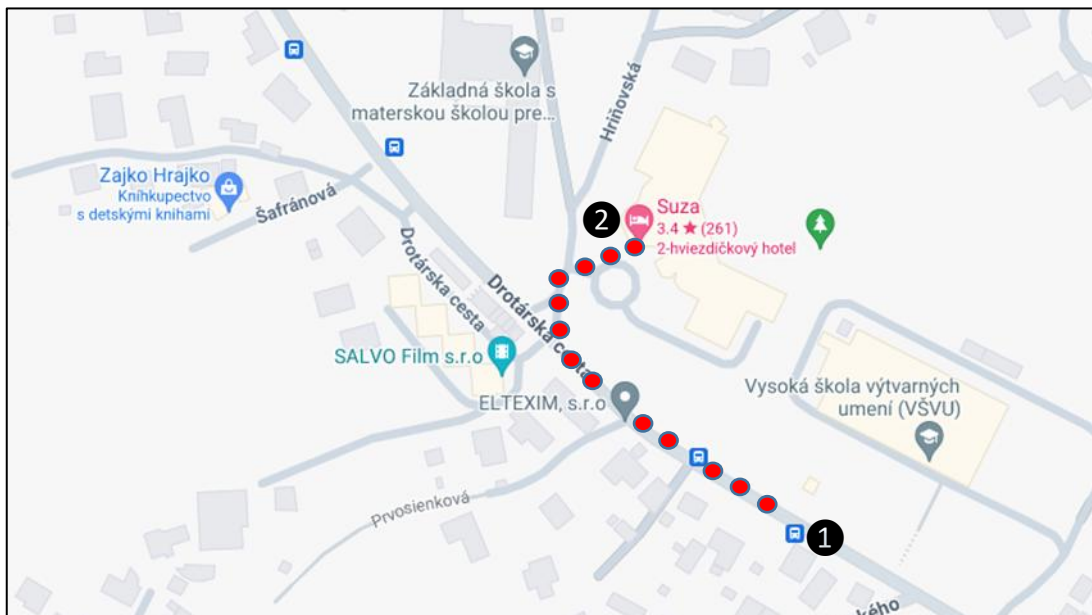 Základná škola s
materskou školou pre...
Hriňovská
Zajko Hrajko
Kníhkupectvo
s detskými knihami
Šafránová
2
Suza
3.4 ★ (261)
2-hviezdičkový hotel
Drotárska cesta
Drotárska cesta
SALVO Film s.r.o
ELTEXIM, s.r.o
Vysoká škola výtvarných
umení (VŠVU)
Prvosienková
1
kého